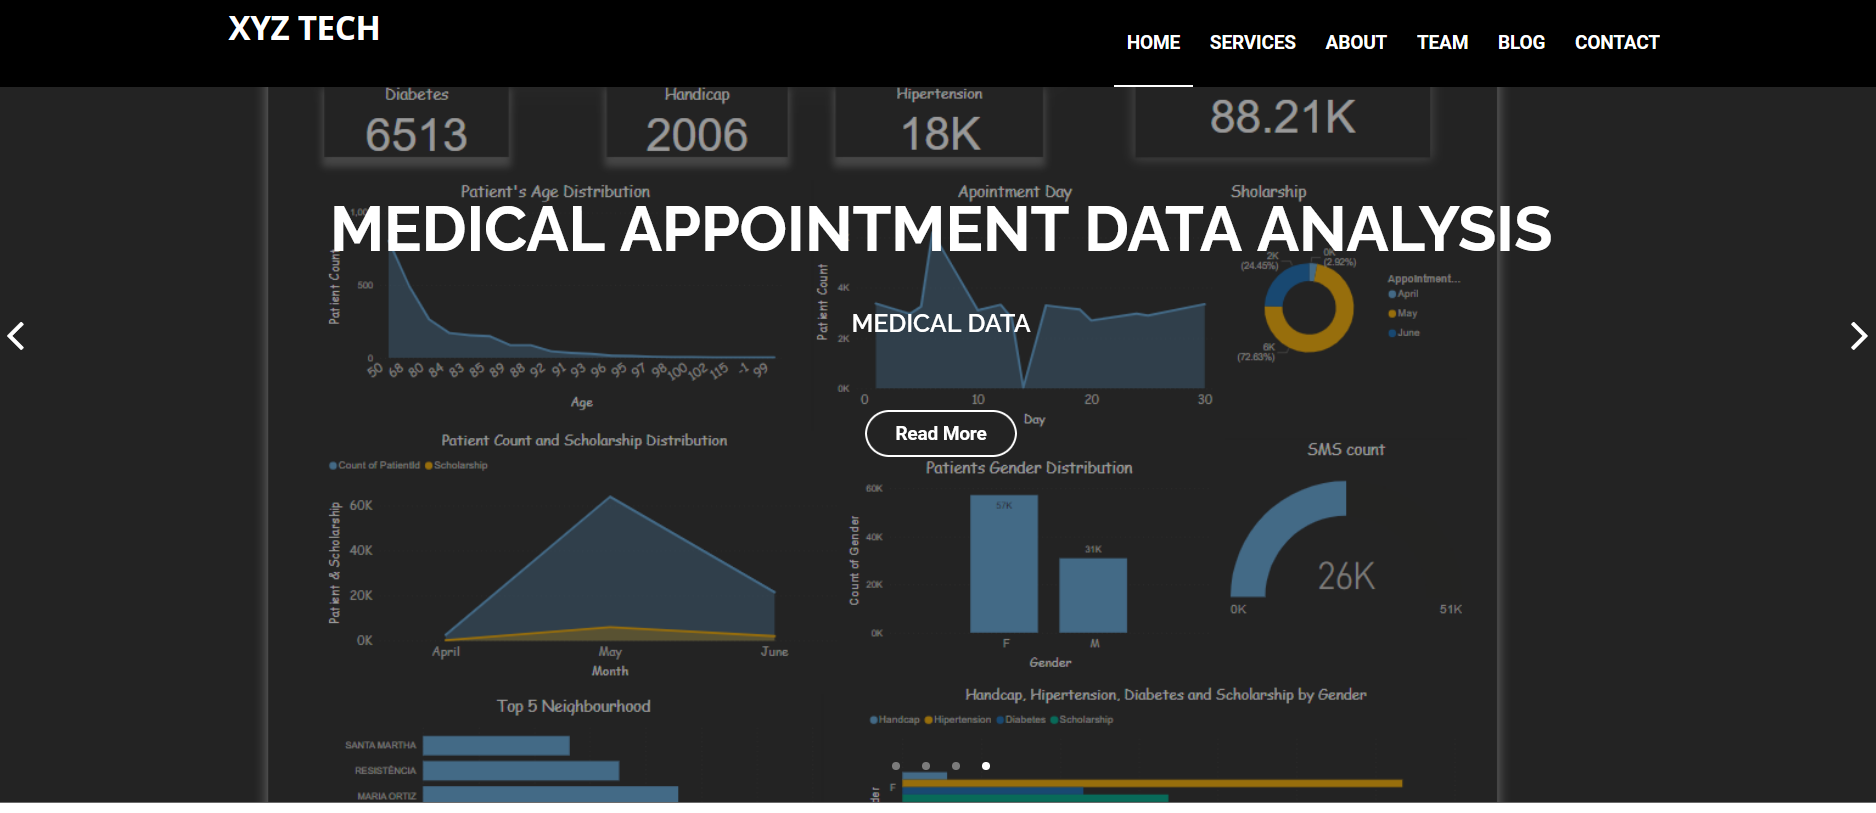 XYZ TECH
HOME SERVICES ABOUT TEAM BLOG CONTACT
Diabetes
6513
Handicap
2006
Hipertension
18K
88.21K
Patient's Age Distribution
Apointment Day
Sholarship
MEDICAL APPOINTMENT DATA ANALYSIS
Patient Count
500
0
50 68 80 84 83 85 89 88 92 91 93 96 95 97 98 100 102 115 -1 99
Age
Patient Count
4K
2K
0K
0 10 20 30
Day
MEDICAL DATA
2K
(24.45%)
0K
(2.92%)
6K
(72.63%)
Appointment...
April
May
June
Read More
Patient Count and Scholarship Distribution
Count of PatientId Scholarship
Patient & Scholarship
60K
40K
20K
0K
April May June
Month
Patients Gender Distribution
Count of Gender
60K
40K
20K
0K
57K
31K
F M
Gender
SMS count
26K
0K 51K
Top 5 Neighbourhood
SANTA MARTHA
RESISTÊNCIA
MARIA ORTIZ
Handcap, Hipertension, Diabetes and Scholarship by Gender
Handcap Hipertension Diabetes Scholarship
F